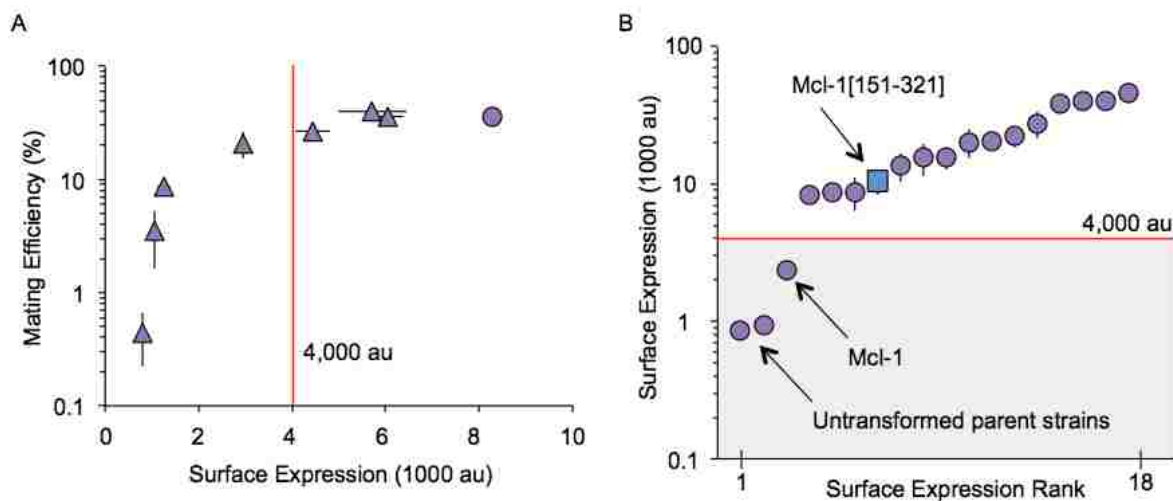 A
Mating Efficiency (%)
100
10
1
0.1
4,000 au
0 2 4 6 8 10
Surface Expression (1000 au)
B
Surface Expression (1000 au)
100
10
1
0.1
Mcl-1[151-321]
4,000 au
Mcl-1
Untransformed parent strains
1 18
Surface Expression Rank